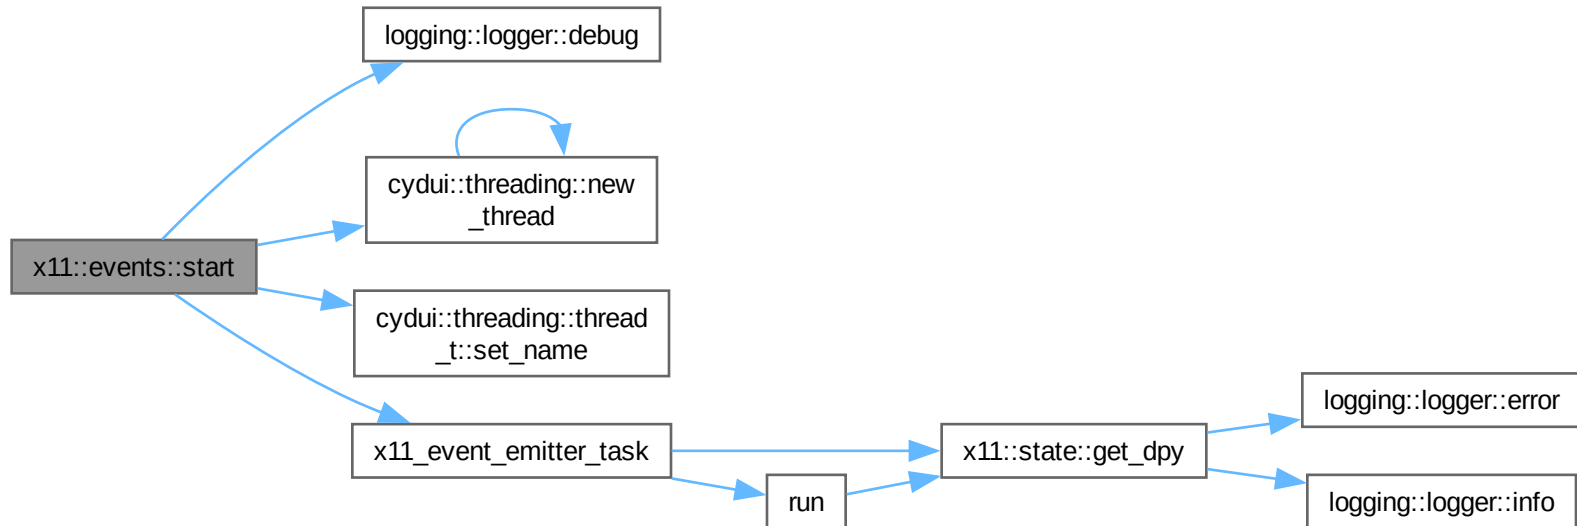 logging::logger::debug
cydui::threading::new
_thread
x11::events::start
cydui::threading::thread
_t::set_name
x11_event_emitter_task
run
x11::state::get_dpy
logging::logger::error
logging::logger::info